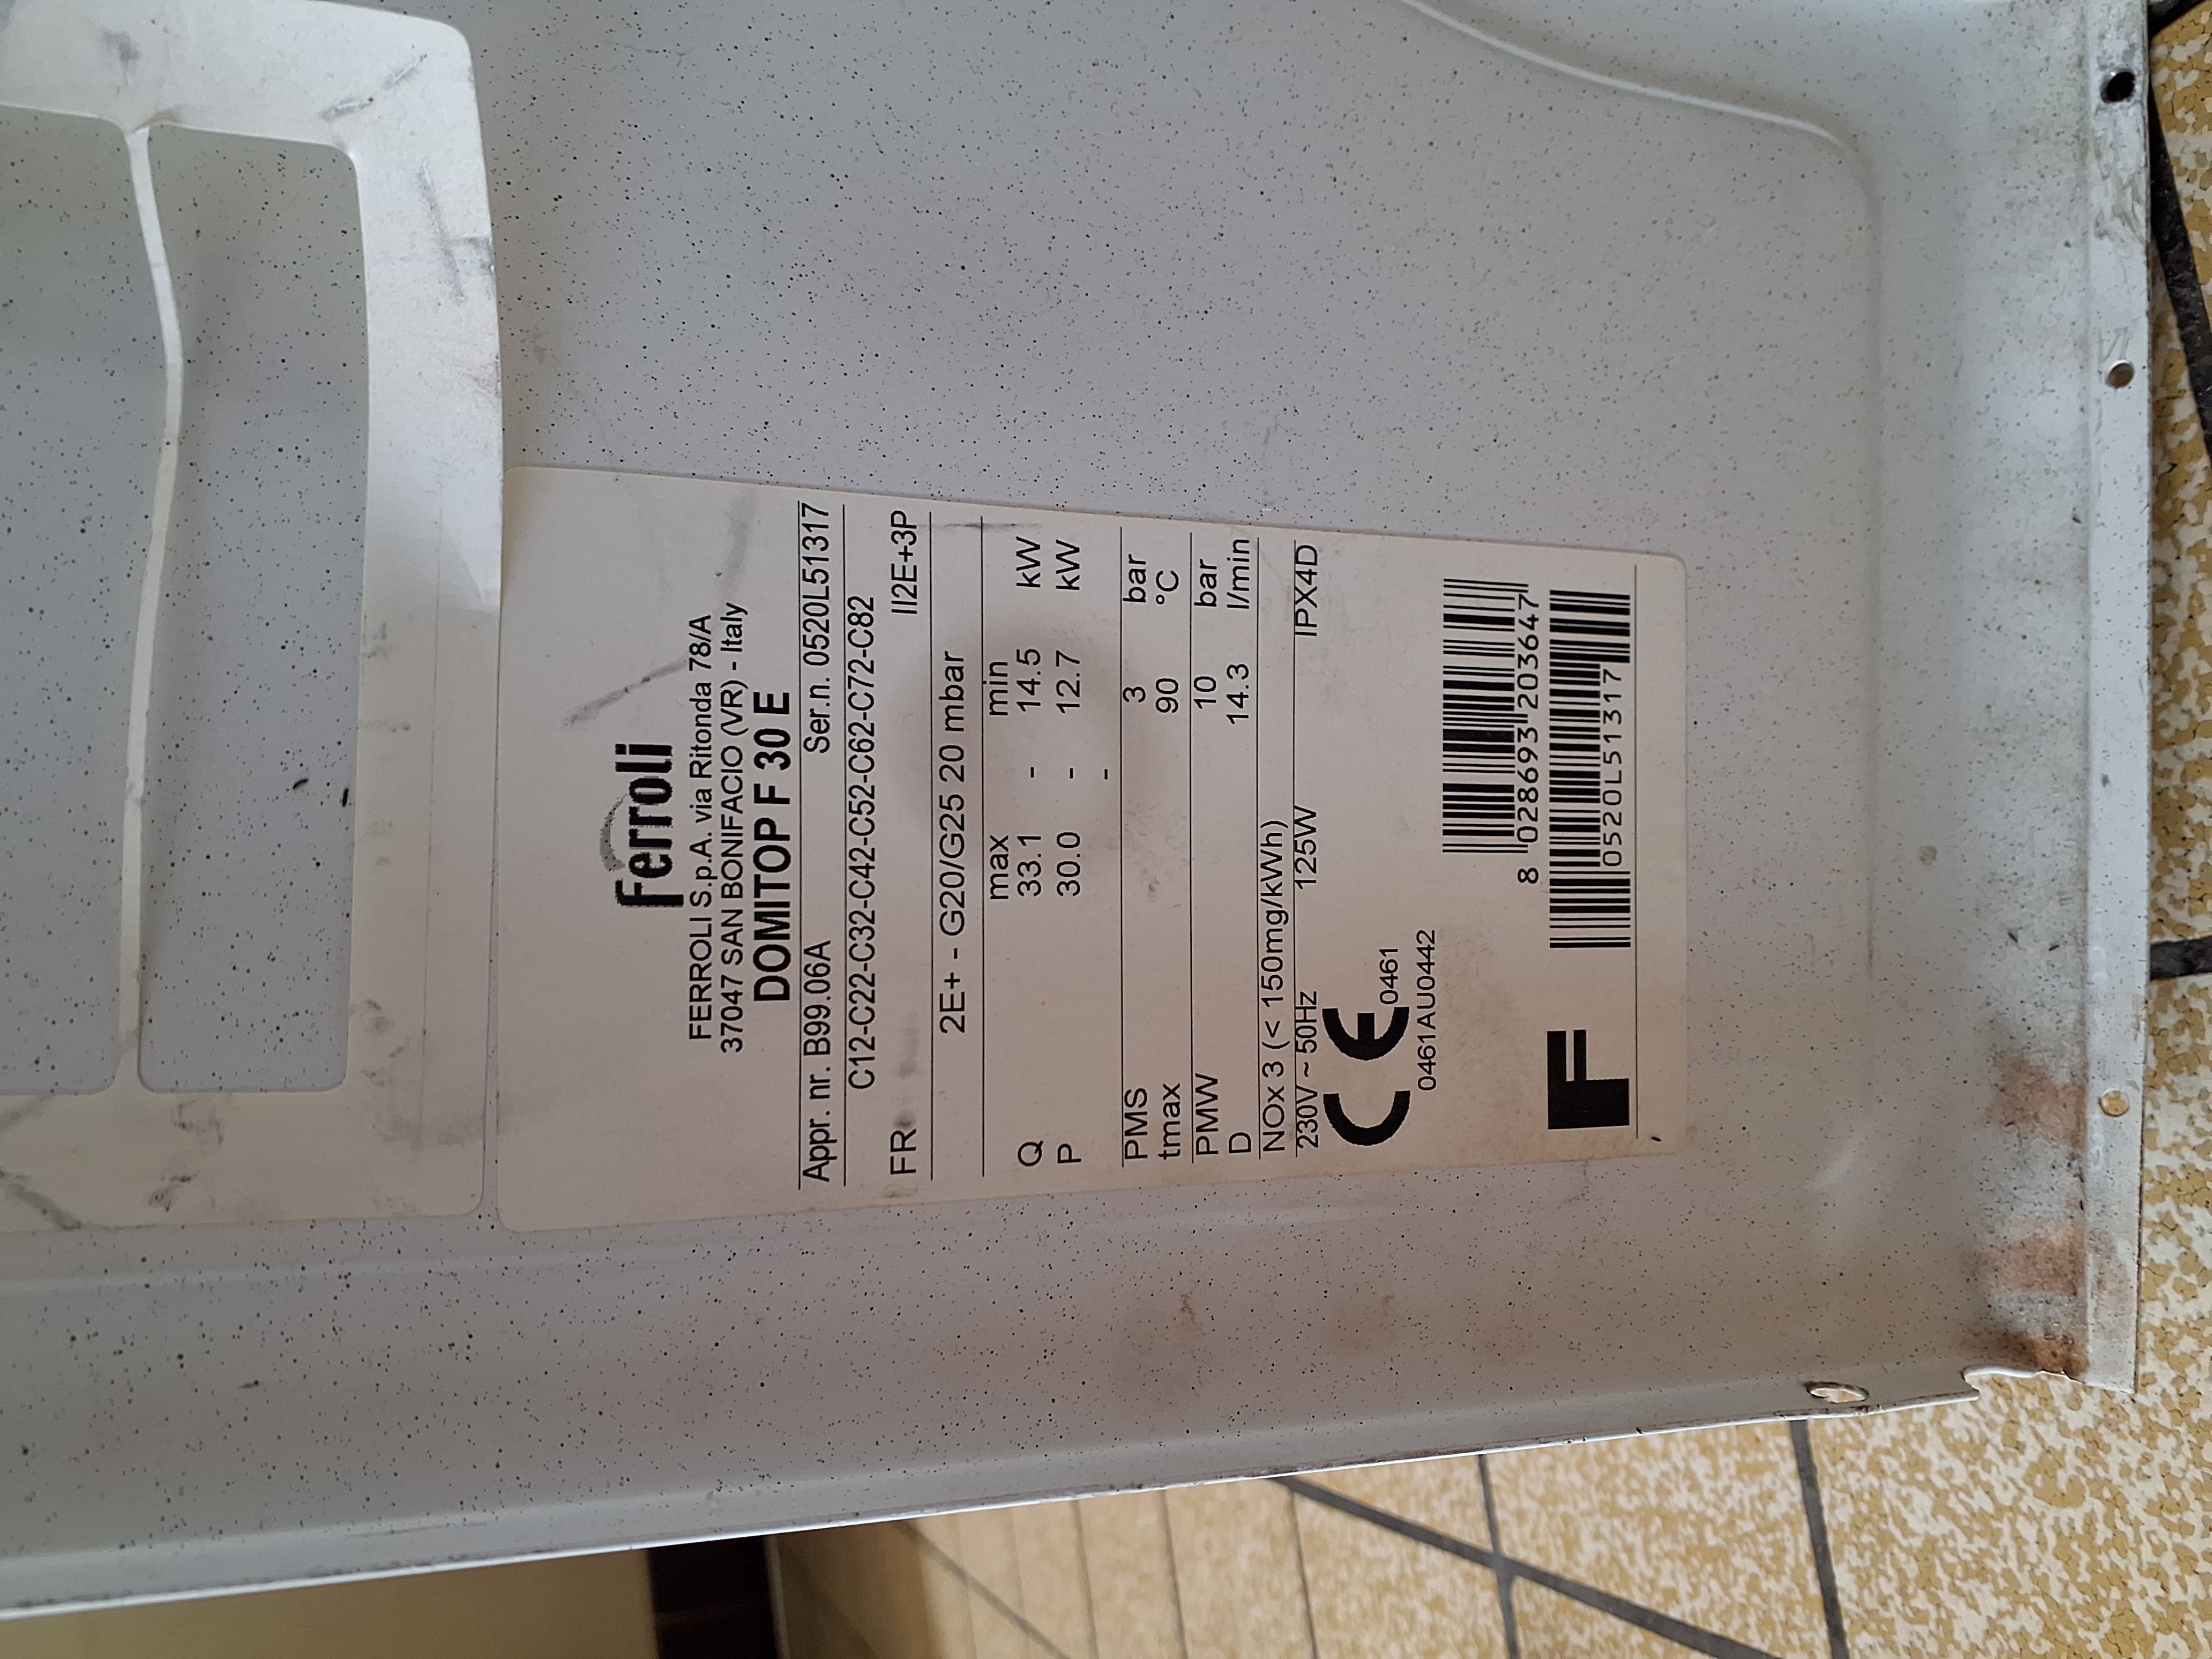 Ferroli
FERROLI S.p.A. via Ritonda 78/A
37047 SAN BONIFACIO (VR) - Italy
DOMITOP F 30 E
Appr. nr. B99.06A Ser.n. 0520L51317
C12-C22-C32-C42-C52-C62-C72-C82
FR II2E+3P
2E+ - G20/G25 20 mbar
max min
Q 33.1 - 14.5 kW
P 30.0 - 12.7 kW
-
PMS 3 bar
tmax 90 °C
PMW 10 bar
D 14.3 l/min
NOx 3 (< 150mg/kWh)
230V ~ 50Hz 125W IPX4D
CE 0461
0461AU0442
8 028693 203647
F
0520L51317